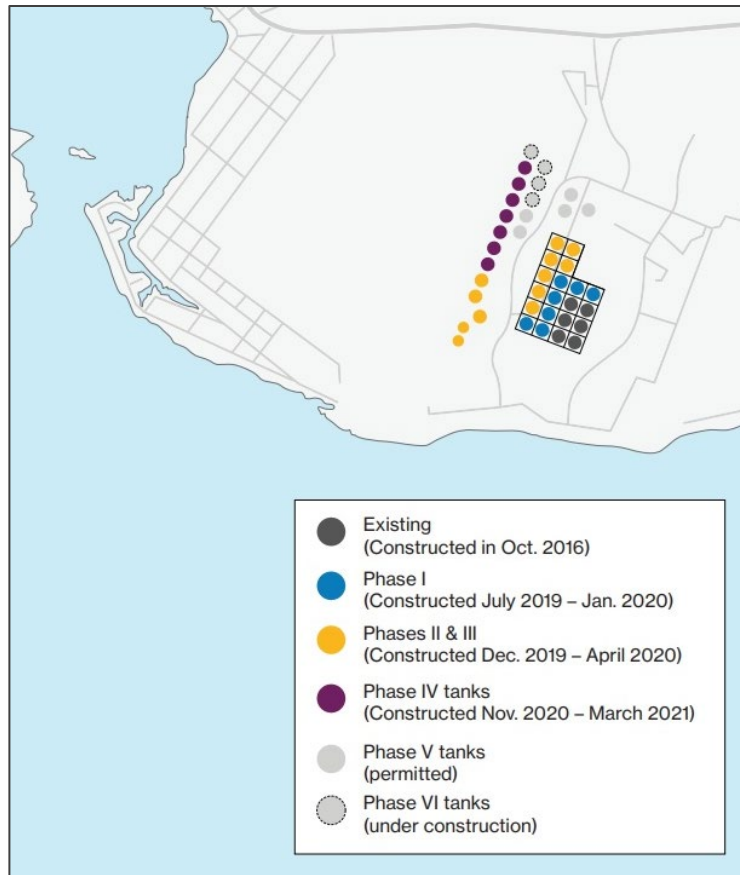 Existing
(Constructed in Oct. 2016)
Phase I
(Constructed July 2019 – Jan. 2020)
Phases II & III
(Constructed Dec. 2019 – April 2020)
Phase IV tanks
(Constructed Nov. 2020 – March 2021)
Phase V tanks
(permitted)
Phase VI tanks
(under construction)